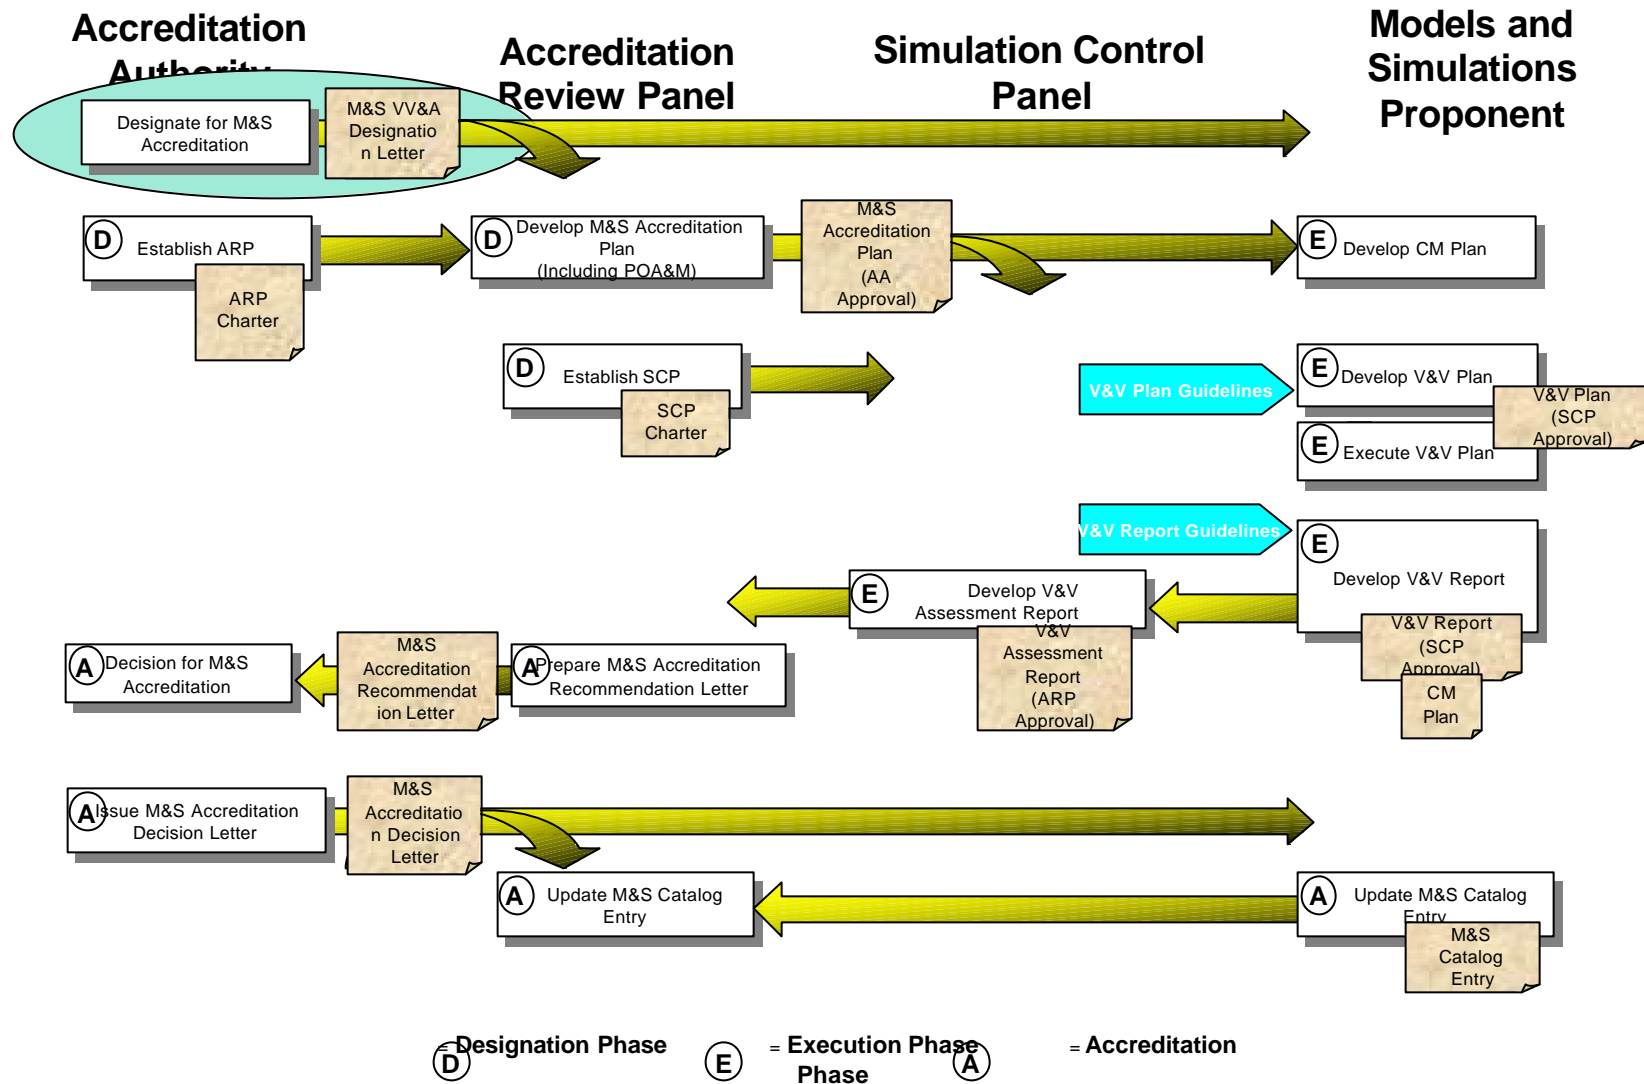 Accreditation
Authority
Accreditation
Review Panel
Simulation Control
Panel
Models and
Simulations
Proponent
Designate for M&S
Accreditation
M&S VV&A
Designatio
n Letter
D
Establish ARP
ARP
Charter
D
Develop M&S Accreditation
Plan
(Including POA&M)
M&S
Accreditation
Plan
(AA
Approval)
E
Develop CM Plan
D
Establish SCP
SCP
Charter
V&V Plan Guidelines
E
Develop V&V Plan
V&V Plan
(SCP
Approval)
E
Execute V&V Plan
V&V Report Guidelines
E
Develop V&V Report
V&V Report
(SCP
Approval)
CM
Plan
E
Develop V&V
Assessment Report
V&V
Assessment
Report
(ARP
Approval)
A
Decision for M&S
Accreditation
M&S
Accreditation
Recommendat
ion Letter
A
Prepare M&S Accreditation
Recommendation Letter
A
Issue M&S Accreditation
Decision Letter
M&S
Accreditatio
n Decision
Letter
A
Update M&S Catalog
Entry
A
Update M&S Catalog
Entry
M&S
Catalog
Entry
D
= Designation Phase
E
= Execution Phase
Phase
A
= Accreditation